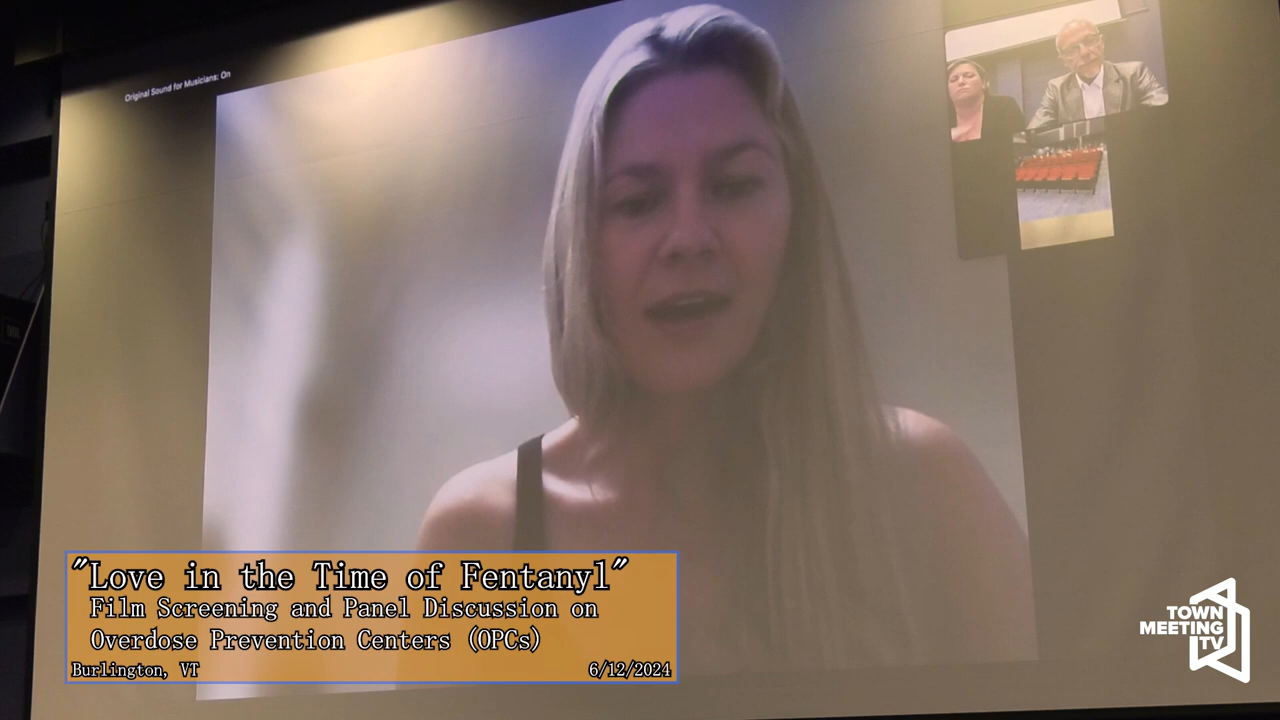 Original Sound for Musicians: On
"Love in the Time of Fentanyl"
Film Screening and Panel Discussion on
Overdose Prevention Centers (OPCs)
Burlington, VT
6/12/2024
TOWN
MEETING
TV